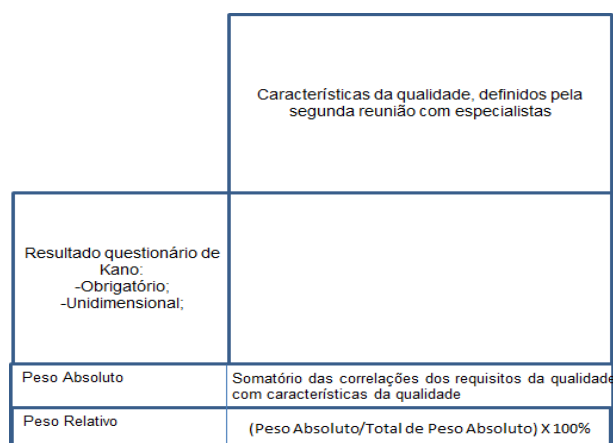 Características da qualidade, definidos pela
segunda reunião com especialistas
Resultado questionário de
Kano:
-Obrigatório;
-Unidimensional;
Peso Absoluto
Somatório das correlações dos requisitos da qualidade
com características da qualidade
Peso Relativo
(Peso Absoluto/Total de Peso Absoluto) X 100%